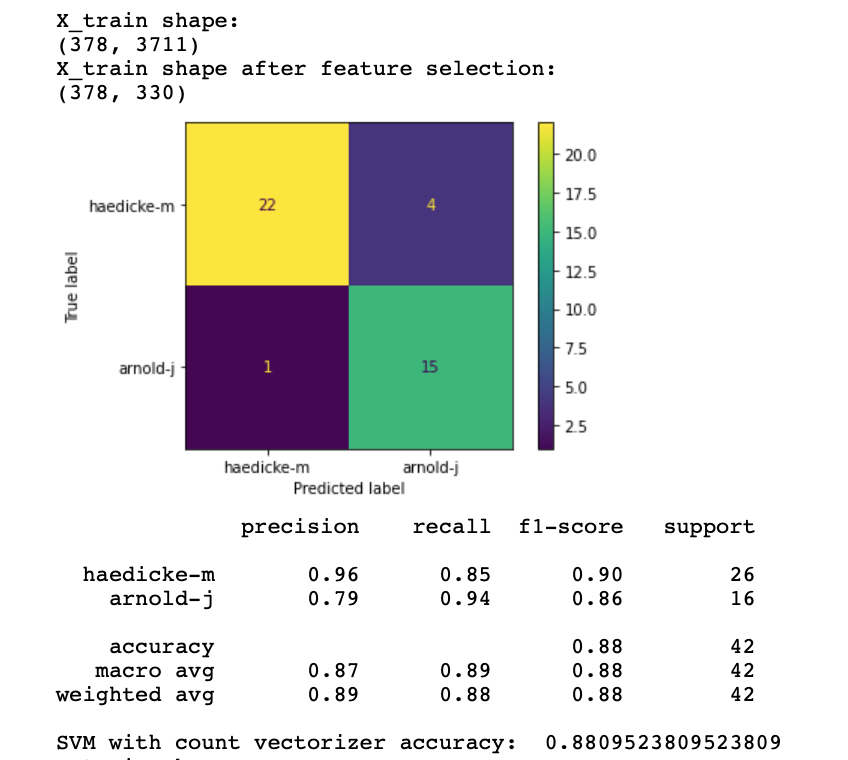 X_train shape:
(378, 3711)
X_train shape after feature selection:
(378, 330)
20.0
haedicke-m 22 4
17.5
15.0
True label
12.5
10.0
arnold-j 1 15
7.5
5.0
2.5
haedicke-m arnold-j
Predicted label
precision recall f1-score support
haedicke-m 0.96 0.85 0.90 26
arnold-j 0.79 0.94 0.86 16
accuracy 0.88 42
macro avg 0.87 0.89 0.88 42
weighted avg 0.89 0.88 0.88 42
SVM with count vectorizer accuracy: 0.8809523809523809